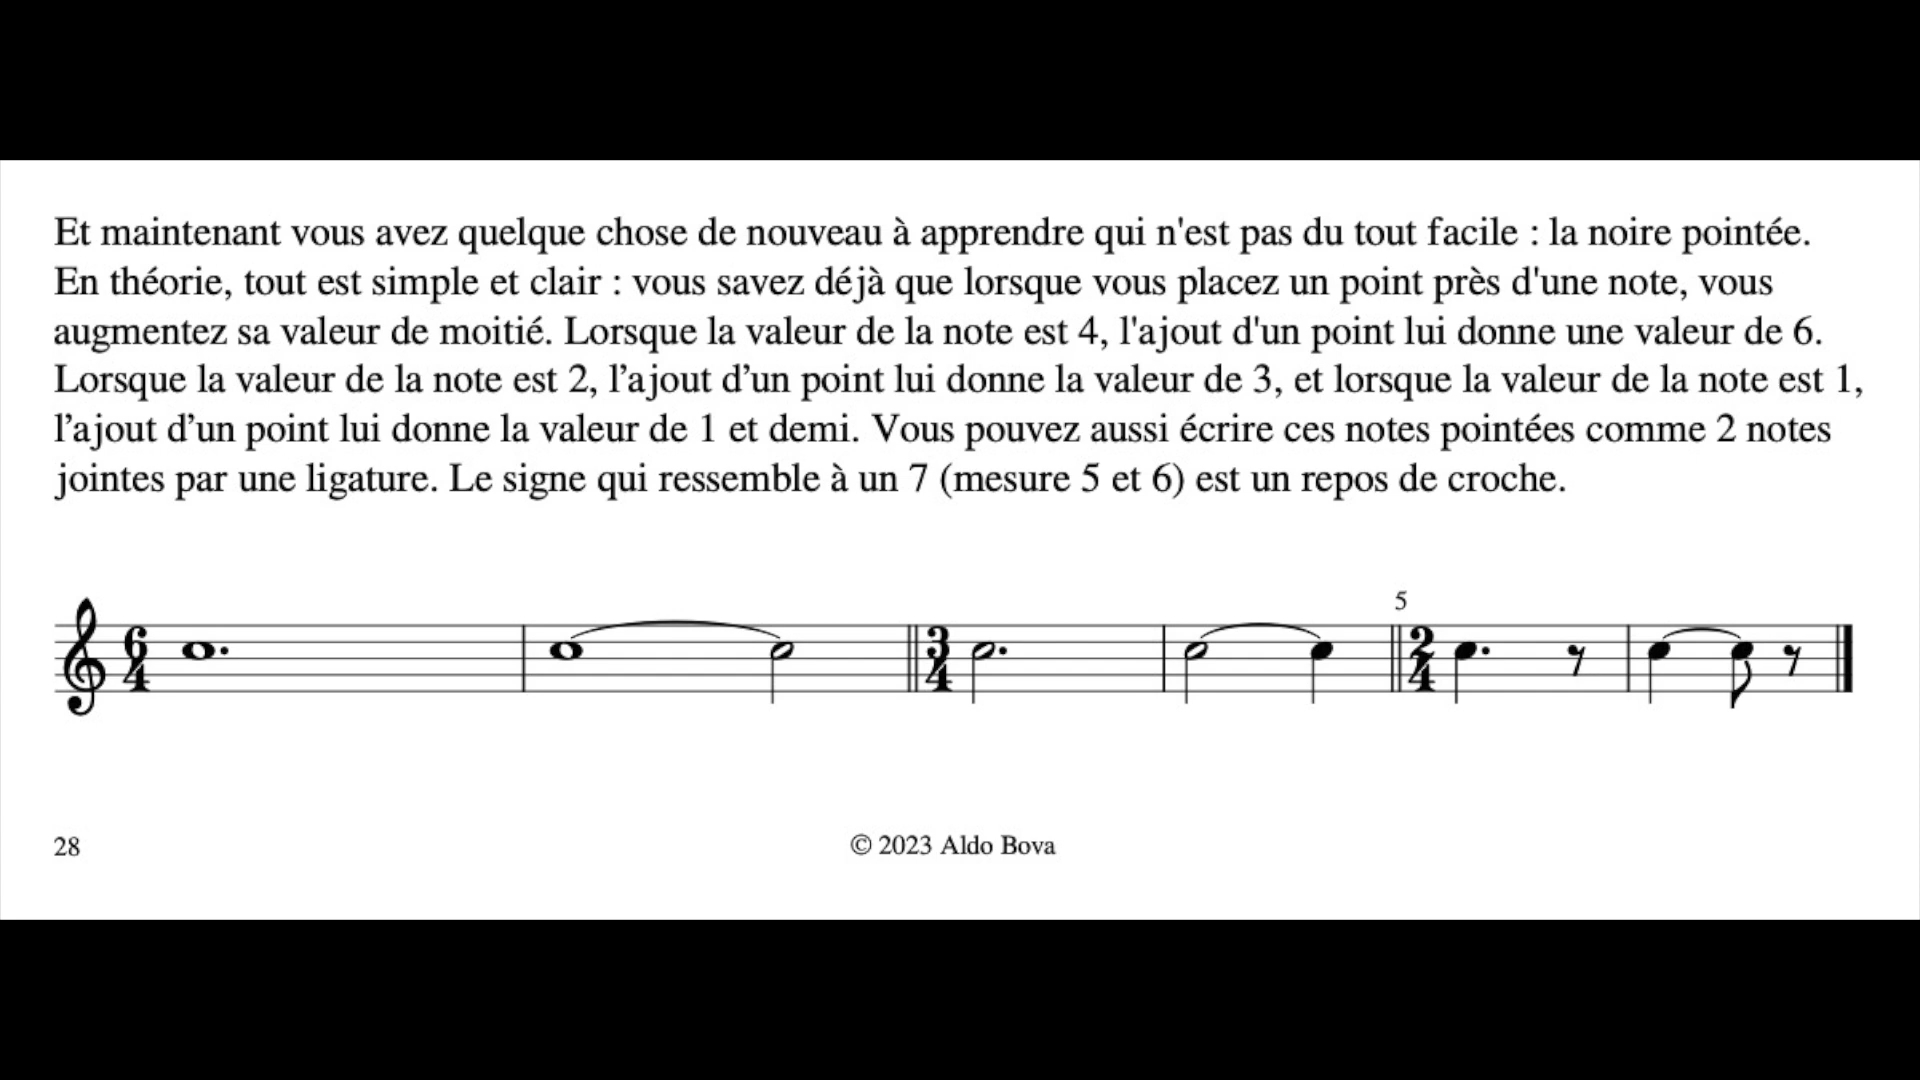 Et maintenant vous avez quelque chose de nouveau à apprendre qui n'est pas du tout facile : la noire pointée.
En théorie, tout est simple et clair : vous savez déjà que lorsque vous placez un point près d'une note, vous
augmentez sa valeur de moitié. Lorsque la valeur de la note est 4, l'ajout d'un point lui donne une valeur de 6.
Lorsque la valeur de la note est 2, l’ajout d’un point lui donne la valeur de 3, et lorsque la valeur de la note est 1,
l’ajout d’un point lui donne la valeur de 1 et demi. Vous pouvez aussi écrire ces notes pointées comme 2 notes
jointes par une ligature. Le signe qui ressemble à un 7 (mesure 5 et 6) est un repos de croche.
5
6 3 2
4 4 4
28 © 2023 Aldo Bova